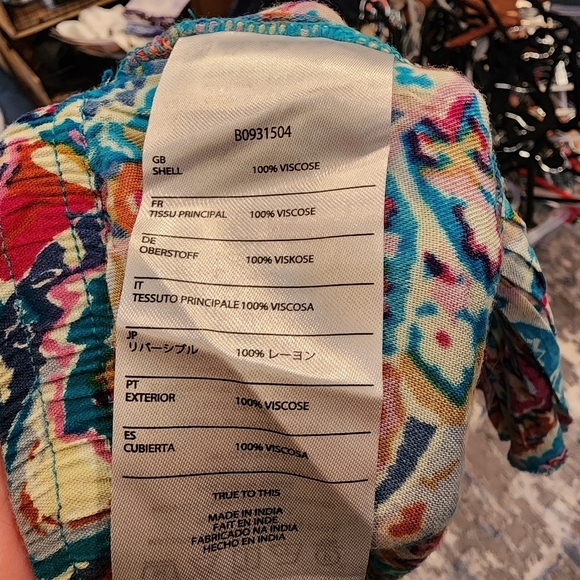 B0931504
GB
SHELL 100% VISCOSE
FR
TISSU PRINCIPAL 100% VISCOSE
DE
OBERSTOFF 100% VISKOSE
IT
TESSUTO PRINCIPALE 100% VISCOSA
JP
リバーシブル 100% レーヨン
PT
EXTERIOR 100% VISCOSE
ES
CUBIERTA 100% VISCOSA
TRUE TO THIS
MADE IN INDIA
FAIT EN INDE
FABRICADO NA INDIA
HECHO EN INDIA